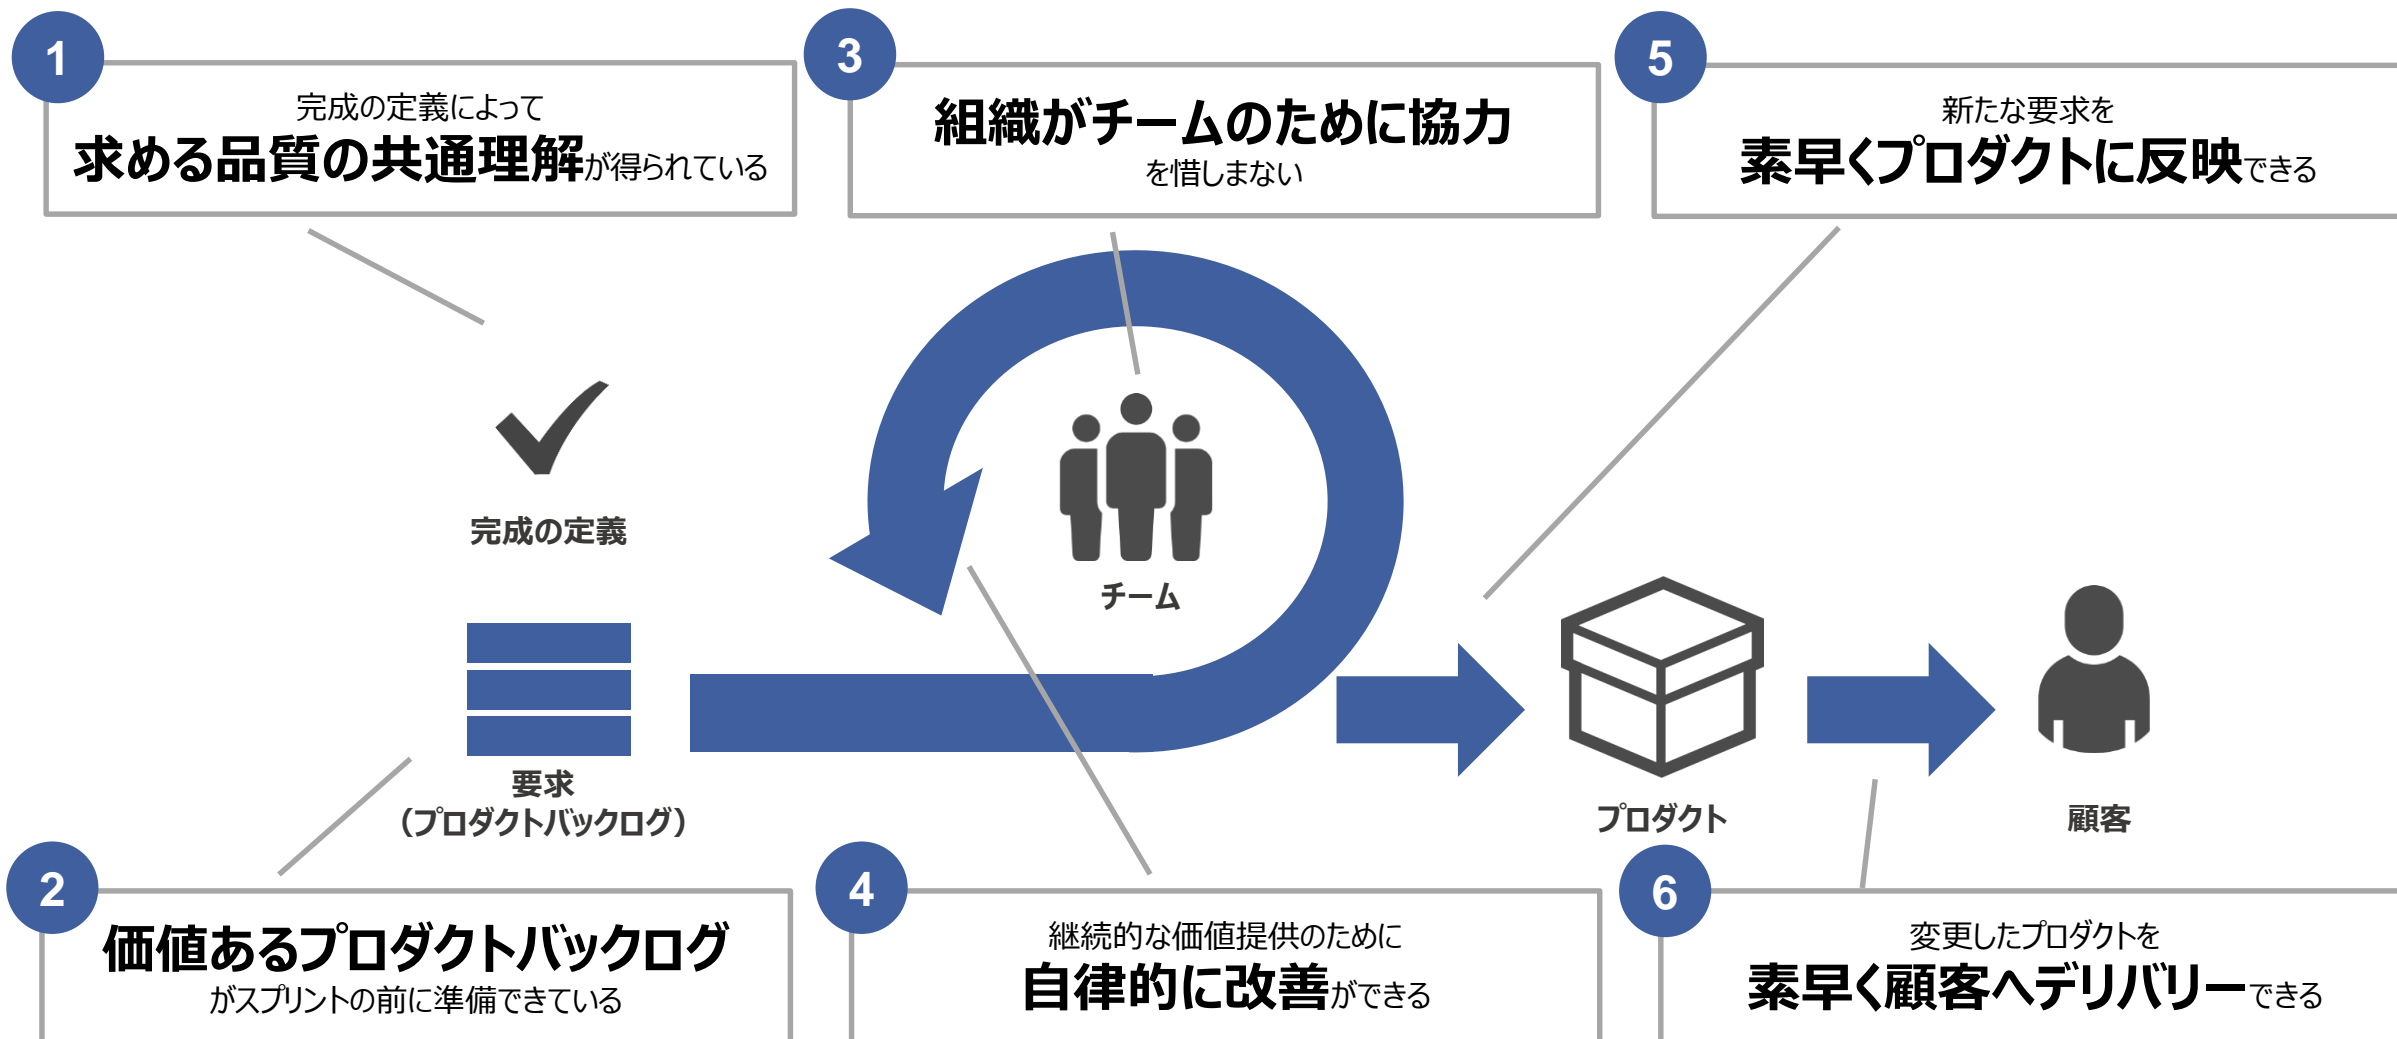 1
完成の定義によって
求める品質の共通理解が得られている
3
組織がチームのために協力
を惜しまない
5
新たな要求を
素早くプロダクトに反映できる
完成の定義
チーム
要求
（プロダクトバックログ）
プロダクト
顧客
2
価値あるプロダクトバックログ
がスプリントの前に準備できている
4
継続的な価値提供のために
自律的に改善ができる
6
変更したプロダクトを
素早く顧客へデリバリーできる